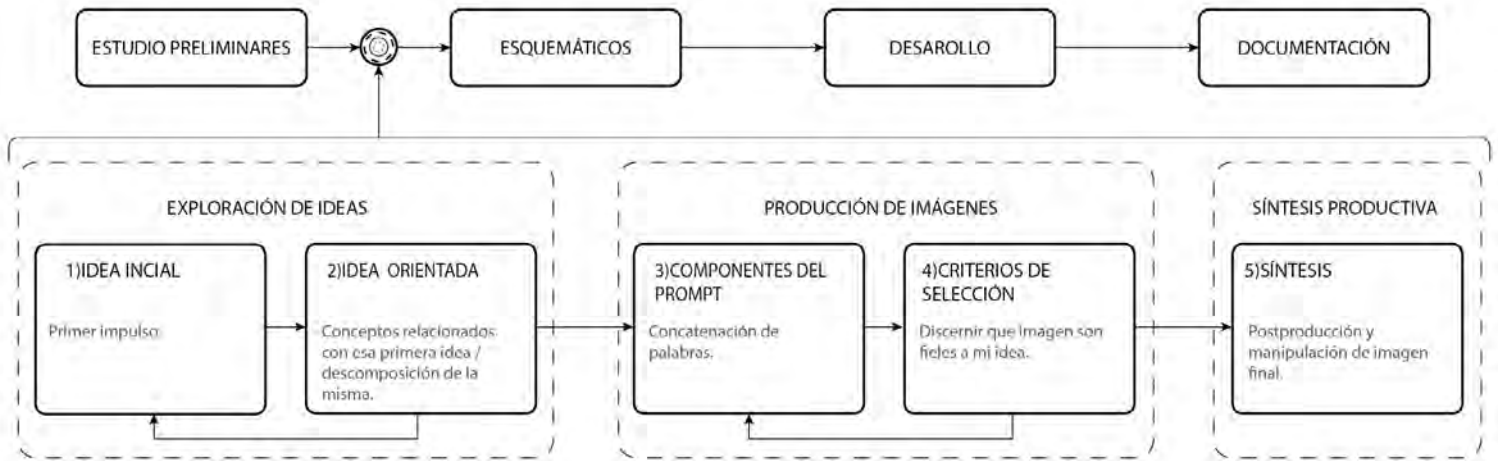 ESTUDIO PRELIMINARES
ESQUEMÁTICOS
DESAROLLO
DOCUMENTACIÓN
EXPLORACIÓN DE IDEAS
1)IDEA INCIAL
Primer impulso.
2)IDEA ORIENTADA
Conceptos relacionados
con esa primera idea /
descomposición de la
misma.
PRODUCCIÓN DE IMÁGENES
3)COMPONENTES DEL
PROMPT
Concatenación de
palabras.
4)CRITERIOS DE
SELECCIÓN
Discernir que imagen son
fieles a mi idea.
SÍNTESIS PRODUCTIVA
5)SÍNTESIS
Postproducción y
manipulación de imagen
final.